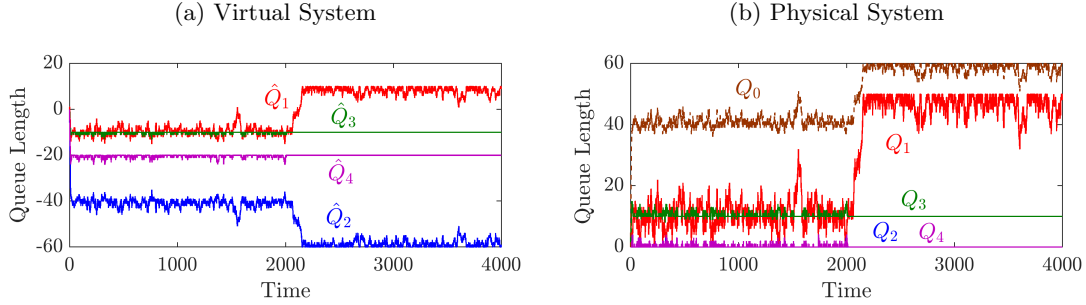 (a) Virtual System
(b) Physical System
Queue Length
20
0
-20
-40
-60
Q̂₁
Q̂₃
Q̂₄
Q̂₂
0
1000
2000
3000
4000
Time
Queue Length
60
40
20
0
Q₀
Q₁
Q₃
Q₂
Q₄
0
1000
2000
3000
4000
Time